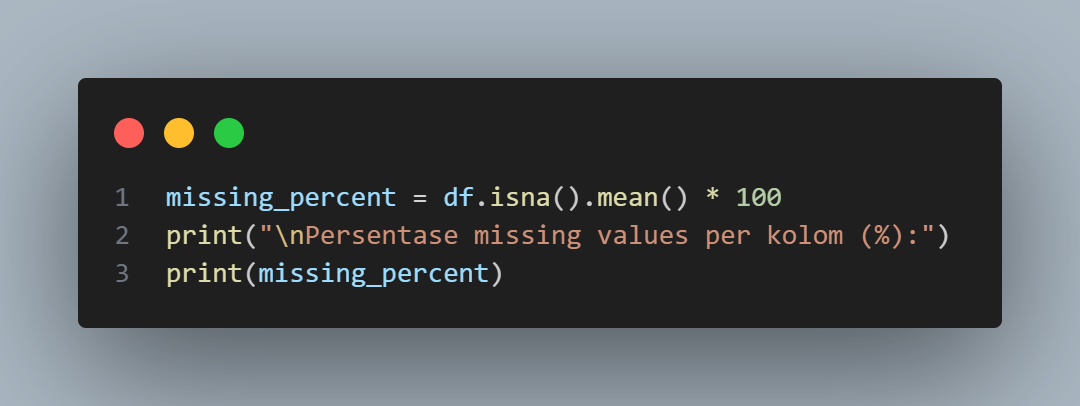 1 missing_percent = df.isna().mean() * 100
2 print("\nPersentase missing values per kolom (%):")
3 print(missing_percent)